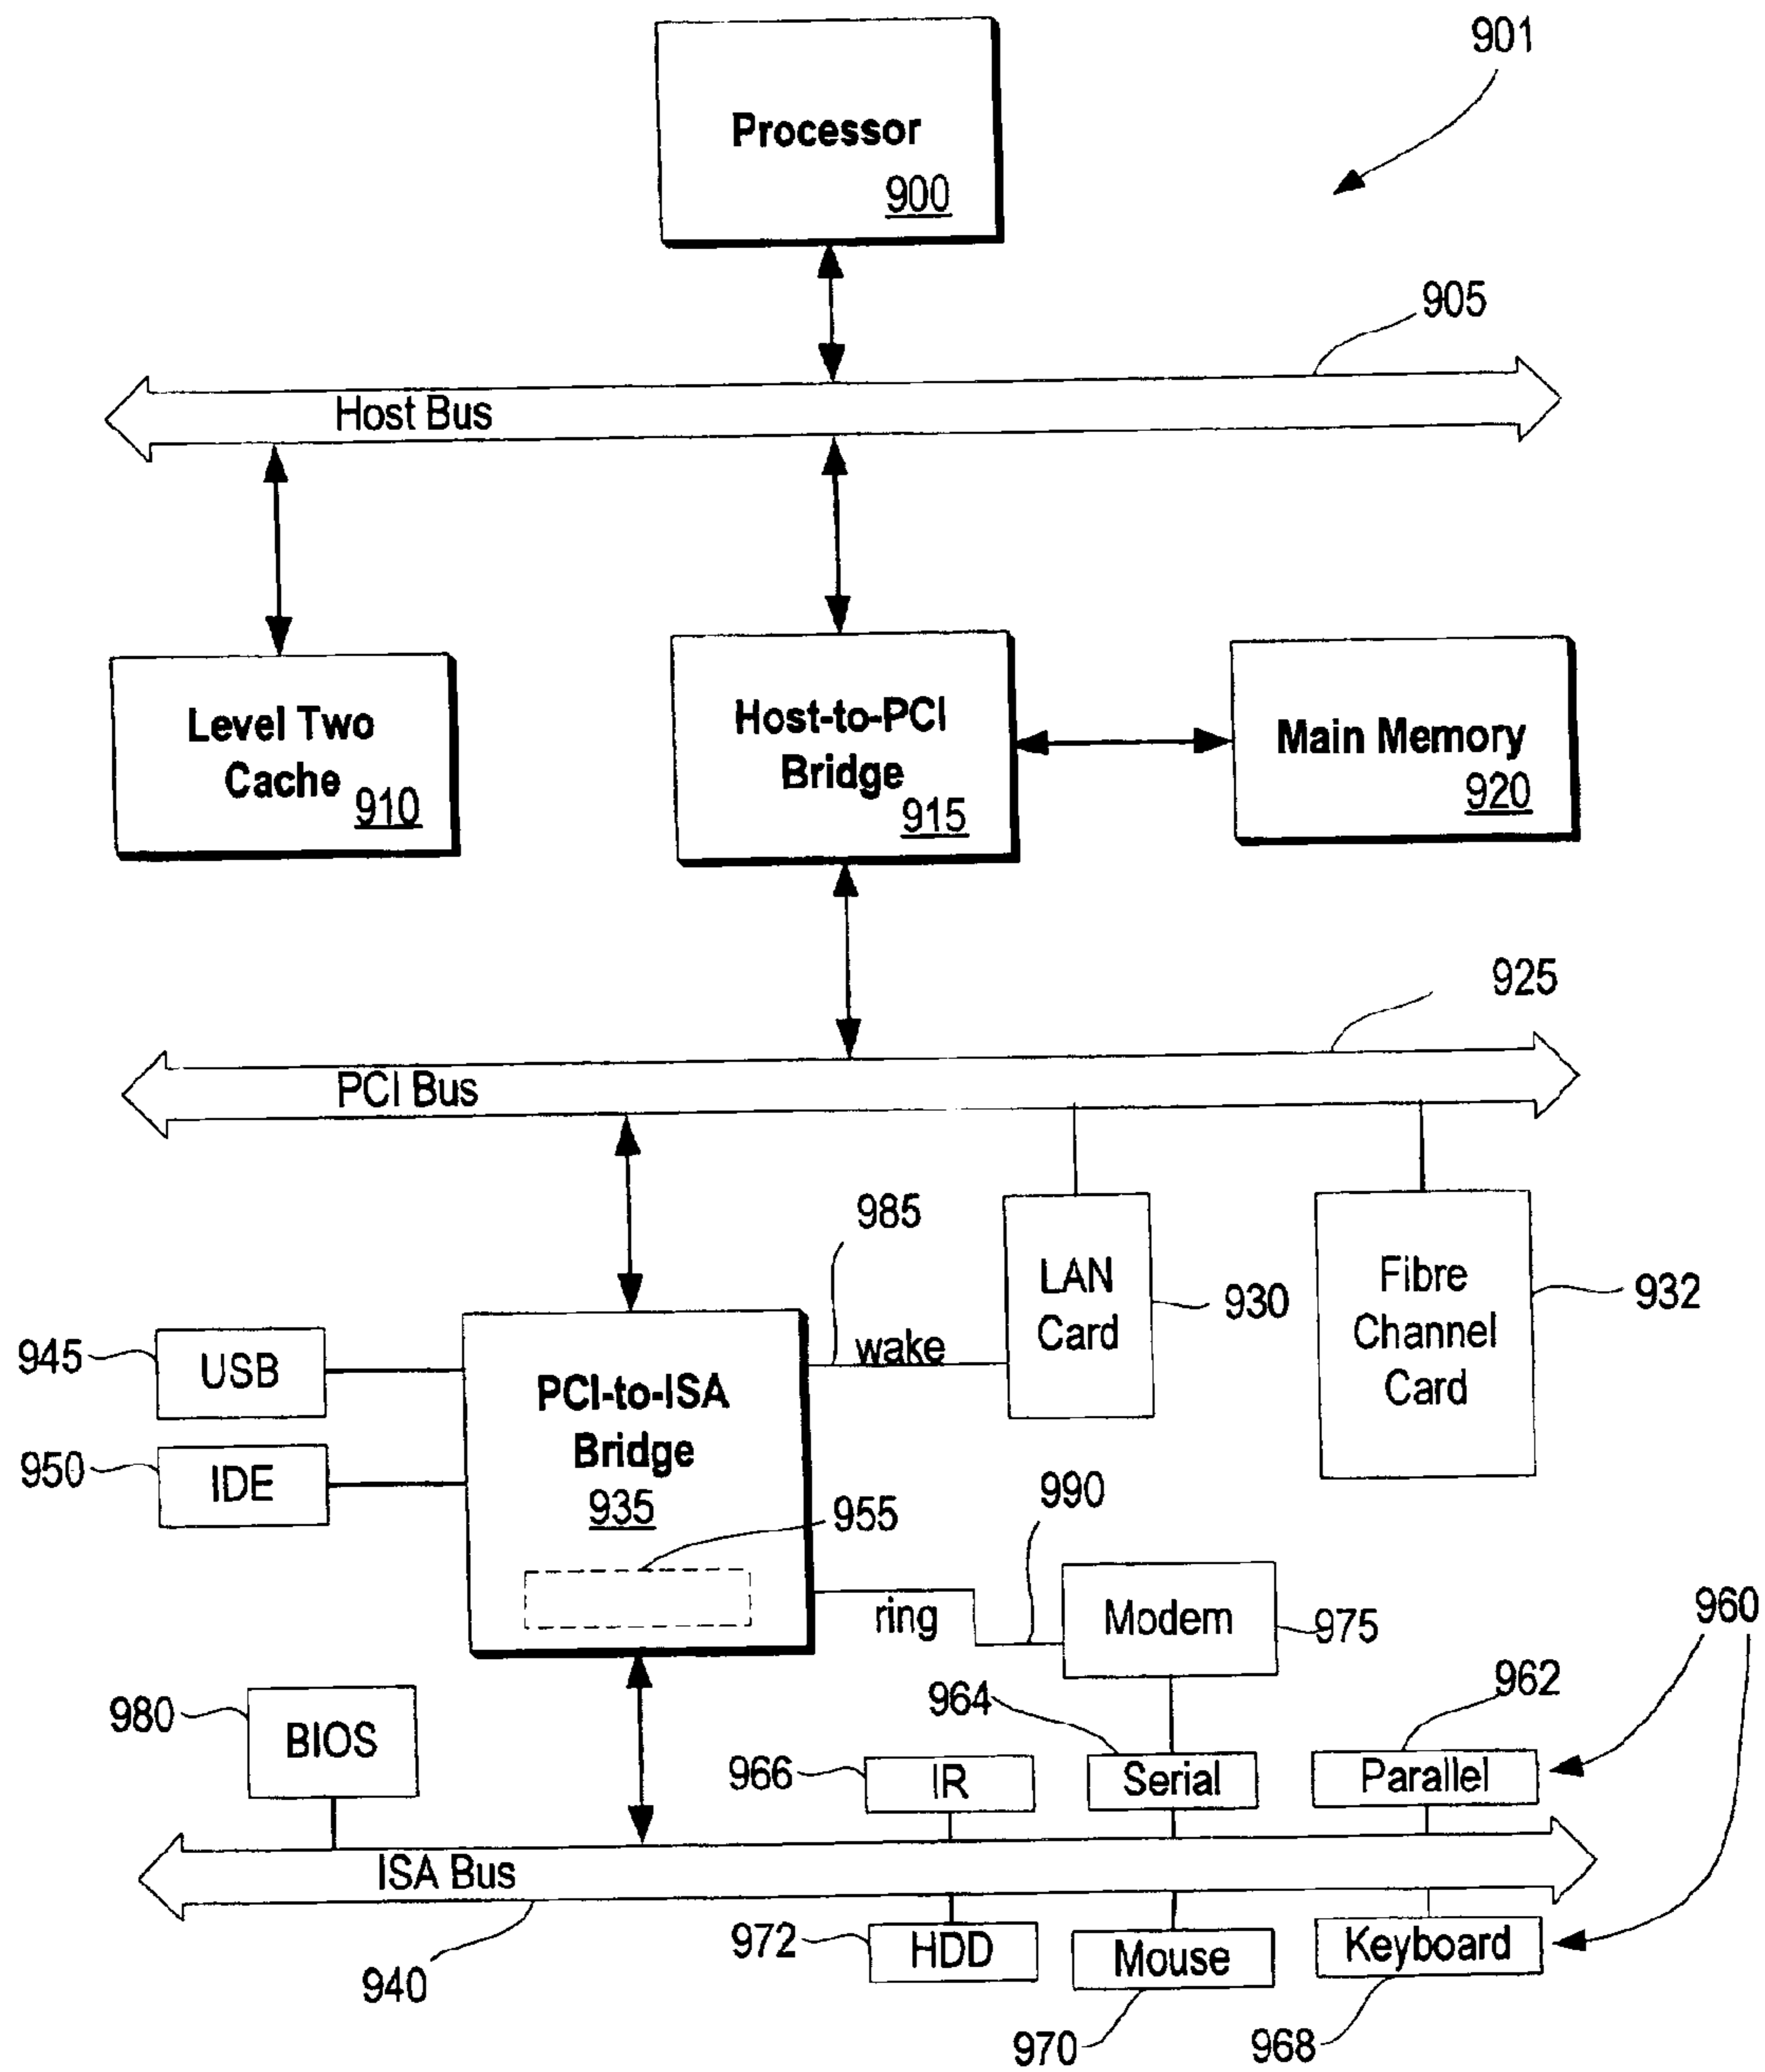 901
Processor
900
905
Host Bus
Level Two
Cache
910
Host-to-PCI
Bridge
915
Main Memory
920
925
PCI Bus
985
LAN
Card
930
Fibre
Channel
Card
932
945
USB
wake
950
IDE
PCI-to-ISA
Bridge
935
955
990
ring
Modem
975
960
980
BIOS
964
962
966
IR
Serial
Parallel
ISA Bus
940
972
HDD
Mouse
970
Keyboard
968